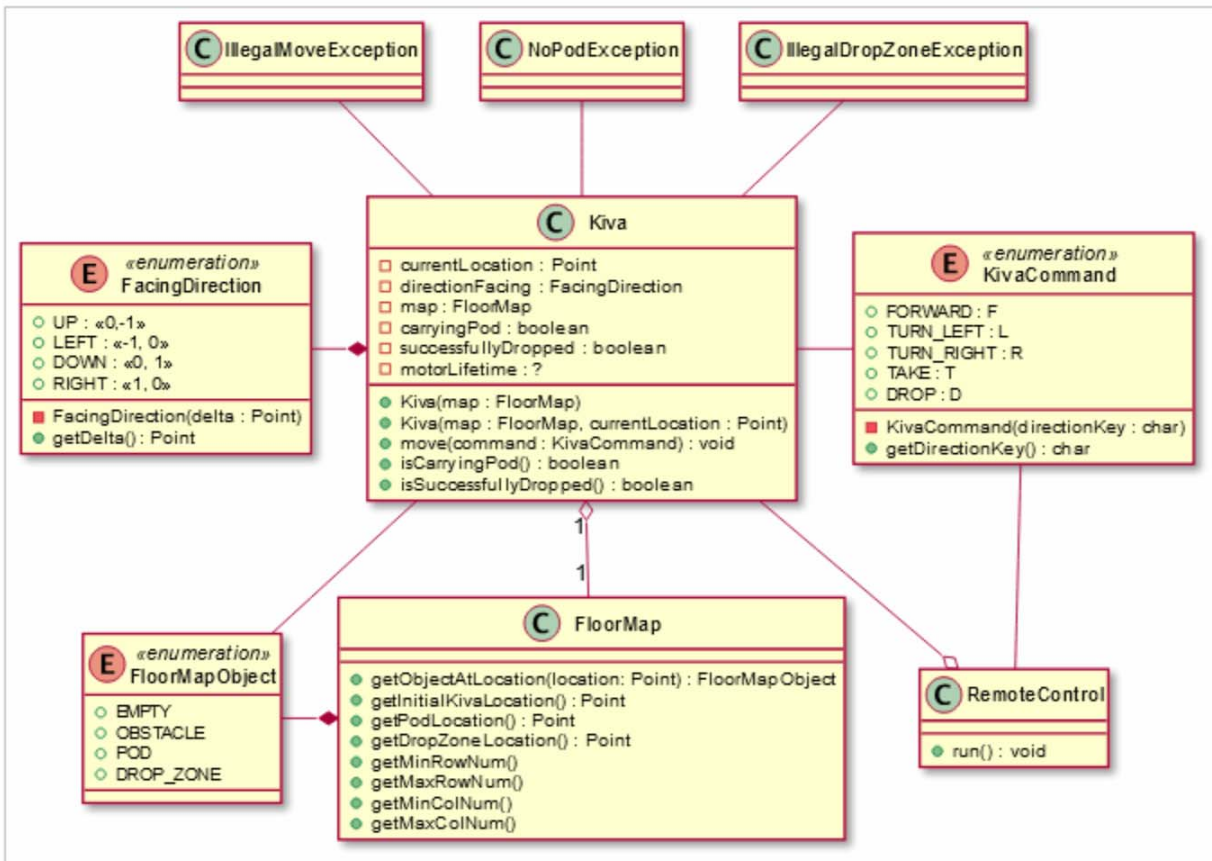 C IllegalMoveException
C NoPodException
C IllegalDropZoneException
C Kiva
currentLocation : Point
directionFacing : FacingDirection
map : FloorMap
carryingPod : boolean
successfullyDropped : boolean
motorLifetime : ?
Kiva(map : FloorMap)
Kiva(map : FloorMap, currentLocation : Point)
move(command : KivaCommand) : void
isCarryingPod() : boolean
isSuccessfullyDropped() : boolean
E «enumeration»
FacingDirection
UP : «0,-1»
LEFT : «-1, 0»
DOWN : «0, 1»
RIGHT : «1, 0»
FacingDirection(delta : Point)
getDelta() : Point
E «enumeration»
KivaCommand
FORWARD : F
TURN_LEFT : L
TURN_RIGHT : R
TAKE : T
DROP : D
KivaCommand(directionKey : char)
getDirectionKey() : char
1
1
E «enumeration»
FloorMapObject
EMPTY
OBSTACLE
POD
DROP_ZONE
C FloorMap
getObjectAtLocation(location: Point) : FloorMapObject
getInitialKivaLocation() : Point
getPodLocation() : Point
getDropZoneLocation() : Point
getMinRowNum()
getMaxRowNum()
getMinColNum()
getMaxColNum()
C RemoteControl
run() : void